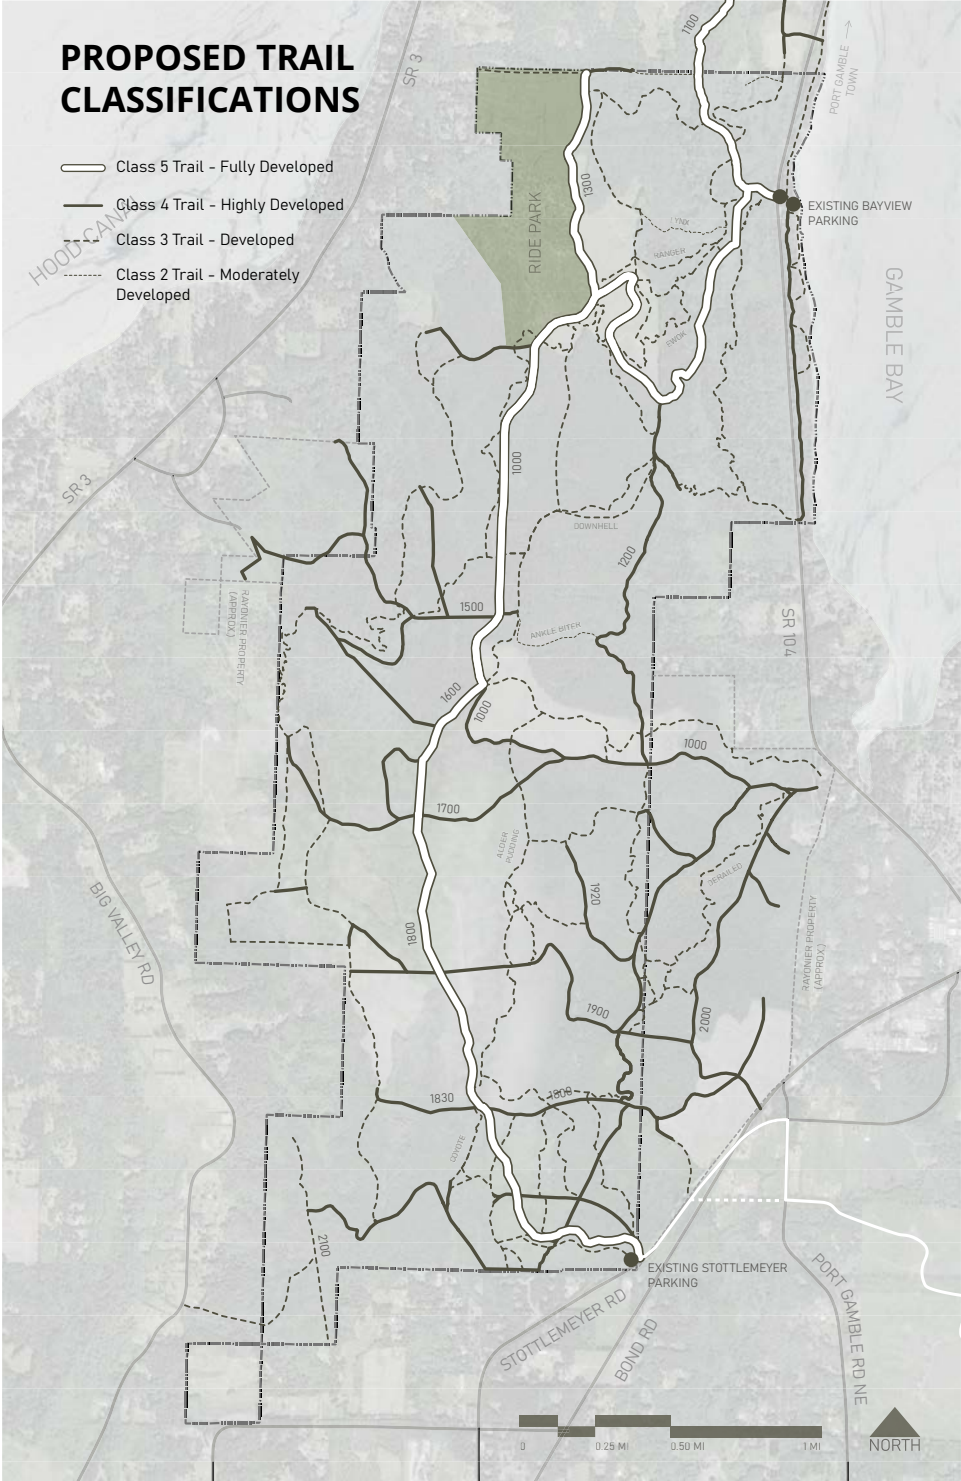 PROPOSED TRAIL
CLASSIFICATIONS
Class 5 Trail - Fully Developed
Class 4 Trail - Highly Developed
Class 3 Trail - Developed
Class 2 Trail - Moderately
Developed
HOOD CANAL
SR 3
1100
PORT GAMBLE
TOWN
1300
RIDE PARK
LYNX
RANGER
EWOK
EXISTING BAYVIEW
PARKING
GAMBLE BAY
SR 3
1000
DOWNHELL
1200
RAYONIER PROPERTY
(APPROX.)
1500
ANKLE BITER
SR 104
1600
1000
1000
1700
ALDER
PUDDING
DERAILED
1920
BIG VALLEY RD
1800
RAYONIER PROPERTY
(APPROX.)
1900
2000
1830
1800
COYOTE
2100
EXISTING STOTTLEMEYER
PARKING
STOTTLEMEYER RD
BOND RD
PORT GAMBLE RD NE
0 0.25 MI 0.50 MI 1 MI
NORTH